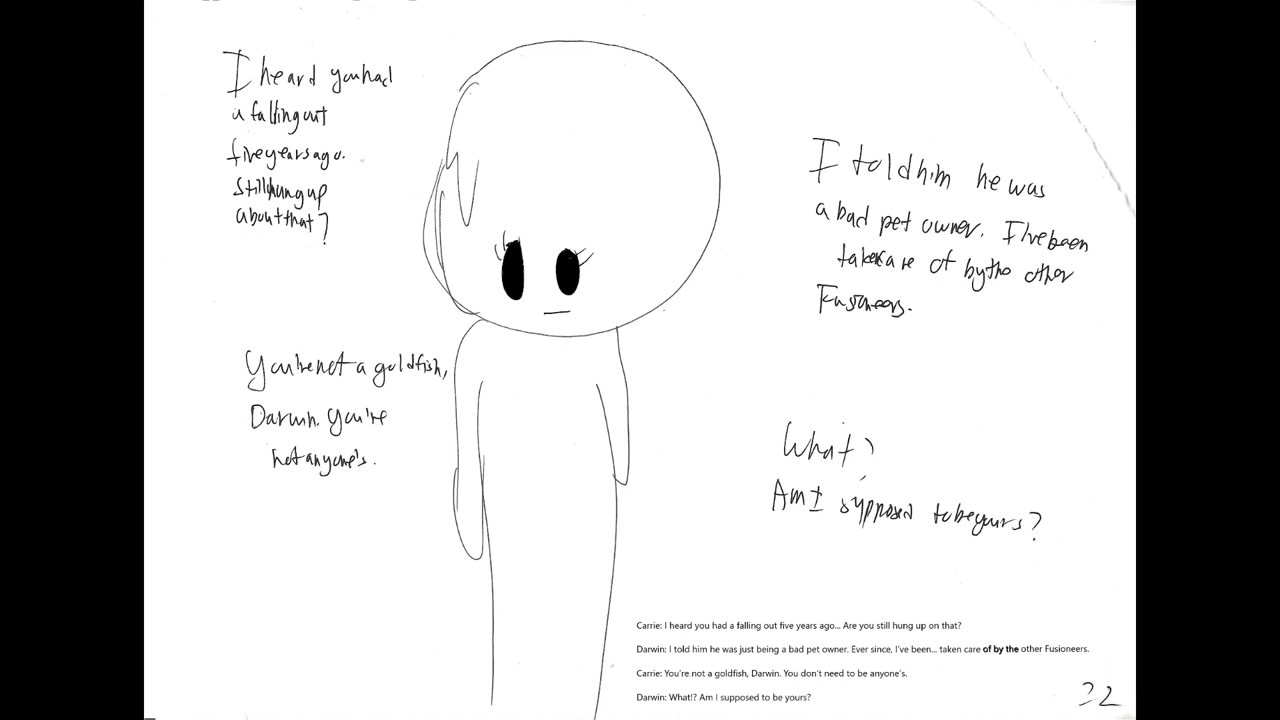 I heard you had
a falling out
five years ago.
Still hung up
about that?
I told him he was
a bad pet owner. I've been
taken care of by the other
Fusioneers.
You're not a goldfish,
Darwin. You're
not anyone's.
What?
Am I supposed to be yours?
Carrie: I heard you had a falling out five years ago... Are you still hung up on that?
Darwin: I told him he was just being a bad pet owner. Ever since, I've been... taken care of by the other Fusioneers.
Carrie: You're not a goldfish, Darwin. You don't need to be anyone's.
Darwin: What!? Am I supposed to be yours?
22